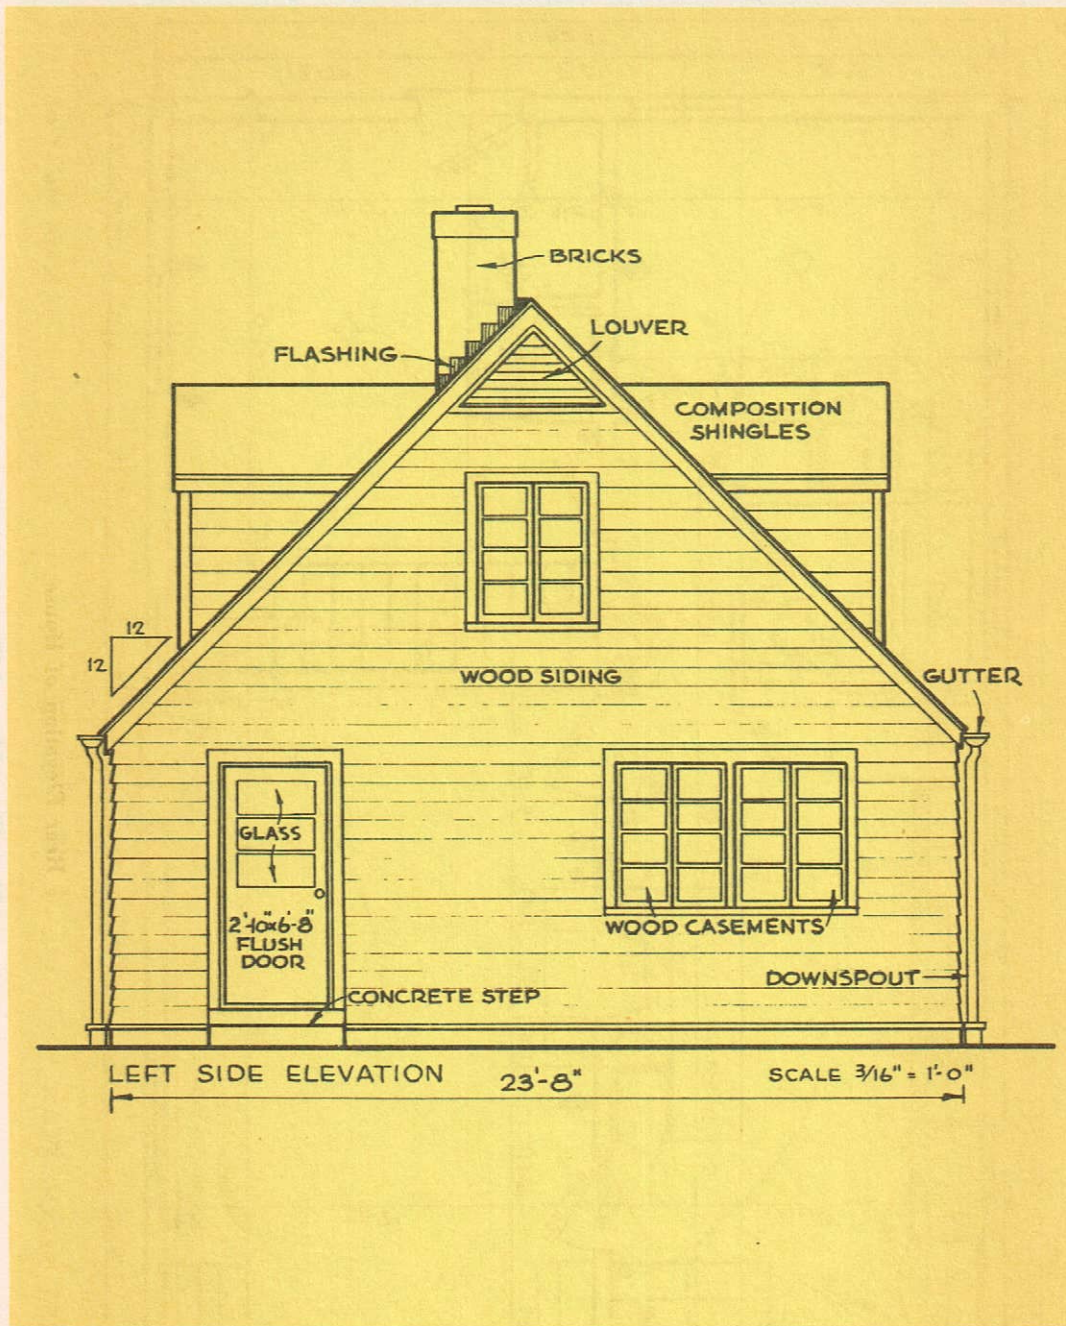 BRICKS
LOUVER
FLASHING
COMPOSITION
SHINGLES
12
12
WOOD SIDING
GUTTER
GLASS
2'-10"x6'-8"
FLUSH
DOOR
WOOD CASEMENTS
DOWNSPOUT
CONCRETE STEP
LEFT SIDE ELEVATION
23'-8"
SCALE 3/16" = 1'-0"